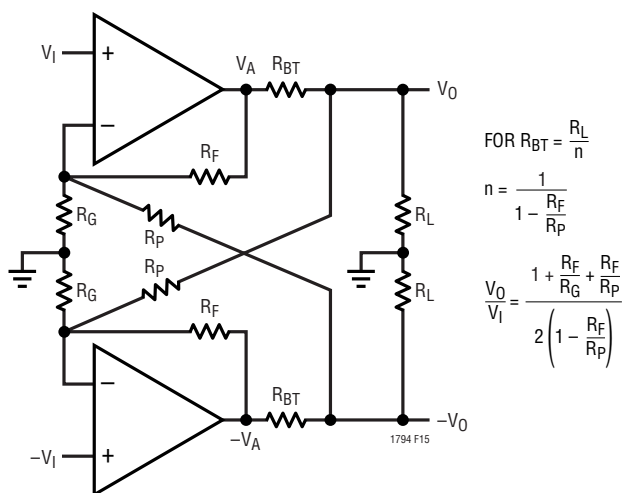 V_I
+
V_A
R_BT
V_O
−
R_F
R_G
R_P
R_L
R_P
R_G
R_L
R_F
−
R_BT
−V_I
+
−V_A
−V_O
1794 F15
FOR R_BT = R_L / n
n = 1 / (1 − R_F / R_P)
V_O / V_I = (1 + R_F / R_G + R_F / R_P) / (2 (1 − R_F / R_P))